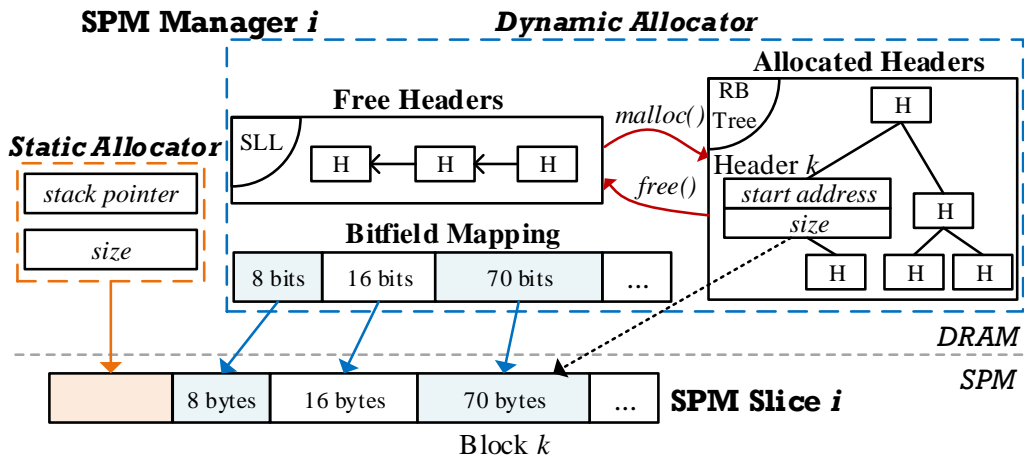 SPM Manager i
Dynamic Allocator
Allocated Headers
Free Headers
RB
Tree
H
malloc()
SLL
H
H
H
Static Allocator
Header k
stack pointer
start address
free()
size
H
size
Bitfield Mapping
H
H
H
8 bits
16 bits
70 bits
...
DRAM
SPM
8 bytes
16 bytes
70 bytes
...
SPM Slice i
Block k